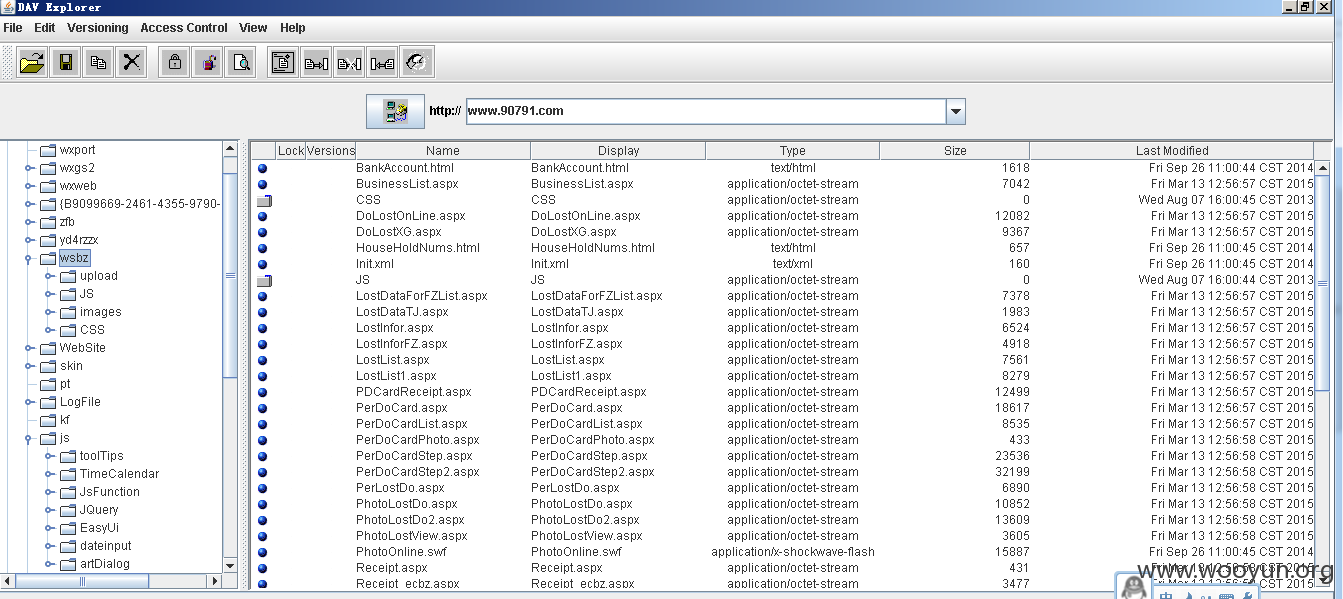 DAV Explorer
File Edit Versioning Access Control View Help
http:// www.90791.com
wxport
wxgs2
wxweb
{B9099669-2461-4355-9790-
zfb
yd4rzzx
wsbz
upload
JS
images
CSS
WebSite
skin
pt
LogFile
kf
js
toolTips
TimeCalendar
JsFunction
JQuery
EasyUi
dateinput
artDialog
Lock Versions Name Display Type Size Last Modified
BankAccount.html BankAccount.html text/html 1618 Fri Sep 26 11:00:44 CST 2014
BusinessList.aspx BusinessList.aspx application/octet-stream 7042 Fri Mar 13 12:56:57 CST 2015
CSS CSS application/octet-stream 0 Wed Aug 07 16:00:45 CST 2013
DoLostOnLine.aspx DoLostOnLine.aspx application/octet-stream 12082 Fri Mar 13 12:56:57 CST 2015
DoLostXG.aspx DoLostXG.aspx application/octet-stream 9367 Fri Mar 13 12:56:57 CST 2015
HouseHoldNums.html HouseHoldNums.html text/html 657 Fri Sep 26 11:00:45 CST 2014
Init.xml Init.xml text/xml 160 Fri Sep 26 11:00:45 CST 2014
JS JS application/octet-stream 0 Wed Aug 07 16:00:44 CST 2013
LostDataForFZList.aspx LostDataForFZList.aspx application/octet-stream 7378 Fri Mar 13 12:56:57 CST 2015
LostDataTJ.aspx LostDataTJ.aspx application/octet-stream 1983 Fri Mar 13 12:56:57 CST 2015
LostInfor.aspx LostInfor.aspx application/octet-stream 6524 Fri Mar 13 12:56:57 CST 2015
LostInforFZ.aspx LostInforFZ.aspx application/octet-stream 4918 Fri Mar 13 12:56:57 CST 2015
LostList.aspx LostList.aspx application/octet-stream 7561 Fri Mar 13 12:56:57 CST 2015
LostList1.aspx LostList1.aspx application/octet-stream 8279 Fri Mar 13 12:56:57 CST 2015
PDCardReceipt.aspx PDCardReceipt.aspx application/octet-stream 12499 Fri Mar 13 12:56:57 CST 2015
PerDoCard.aspx PerDoCard.aspx application/octet-stream 18617 Fri Mar 13 12:56:57 CST 2015
PerDoCardList.aspx PerDoCardList.aspx application/octet-stream 8535 Fri Mar 13 12:56:57 CST 2015
PerDoCardPhoto.aspx PerDoCardPhoto.aspx application/octet-stream 433 Fri Mar 13 12:56:58 CST 2015
PerDoCardStep.aspx PerDoCardStep.aspx application/octet-stream 23536 Fri Mar 13 12:56:58 CST 2015
PerDoCardStep2.aspx PerDoCardStep2.aspx application/octet-stream 32199 Fri Mar 13 12:56:58 CST 2015
PerLostDo.aspx PerLostDo.aspx application/octet-stream 6890 Fri Mar 13 12:56:58 CST 2015
PhotoLostDo.aspx PhotoLostDo.aspx application/octet-stream 10852 Fri Mar 13 12:56:58 CST 2015
PhotoLostDo2.aspx PhotoLostDo2.aspx application/octet-stream 13609 Fri Mar 13 12:56:58 CST 2015
PhotoLostView.aspx PhotoLostView.aspx application/octet-stream 3605 Fri Mar 13 12:56:58 CST 2015
PhotoOnline.swf PhotoOnline.swf application/x-shockwave-flash 15887 Fri Sep 26 11:00:45 CST 2014
Receipt.aspx Receipt.aspx application/octet-stream 431
Receipt_ecbz.aspx Receipt_ecbz.aspx application/octet-stream 3477
www.wooyun.org
中